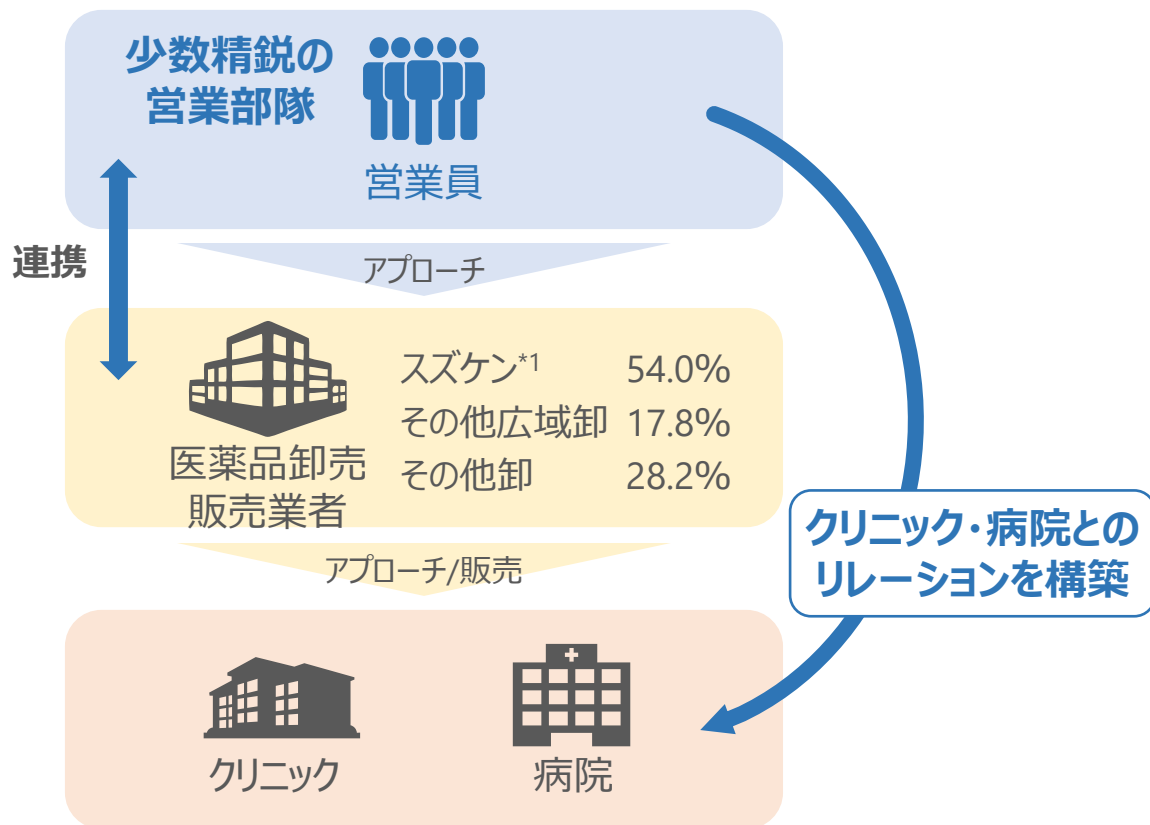 少数精鋭の
営業部隊
営業員
連携
アプローチ
スズケン*1 54.0%
その他広域卸 17.8%
その他卸 28.2%
医薬品卸売
販売業者
アプローチ/販売
クリニック・病院との
リレーションを構築
クリニック
病院